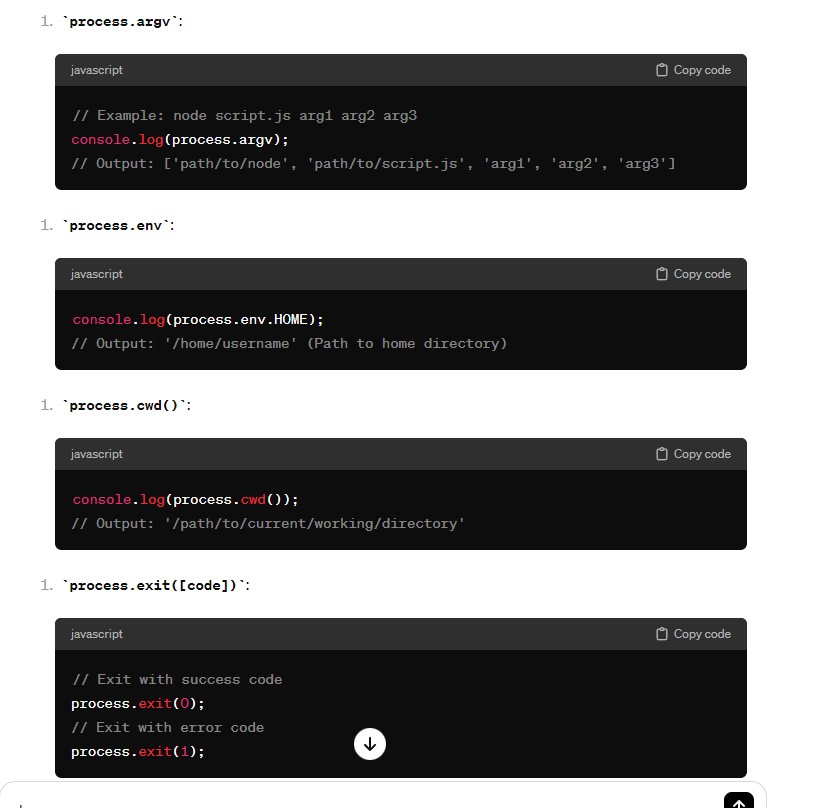 1. `process.argv`:
javascript Copy code
// Example: node script.js arg1 arg2 arg3
console.log(process.argv);
// Output: ['path/to/node', 'path/to/script.js', 'arg1', 'arg2', 'arg3']
1. `process.env`:
javascript Copy code
console.log(process.env.HOME);
// Output: '/home/username' (Path to home directory)
1. `process.cwd()`:
javascript Copy code
console.log(process.cwd());
// Output: '/path/to/current/working/directory'
1. `process.exit([code])`:
javascript Copy code
// Exit with success code
process.exit(0);
// Exit with error code
process.exit(1);